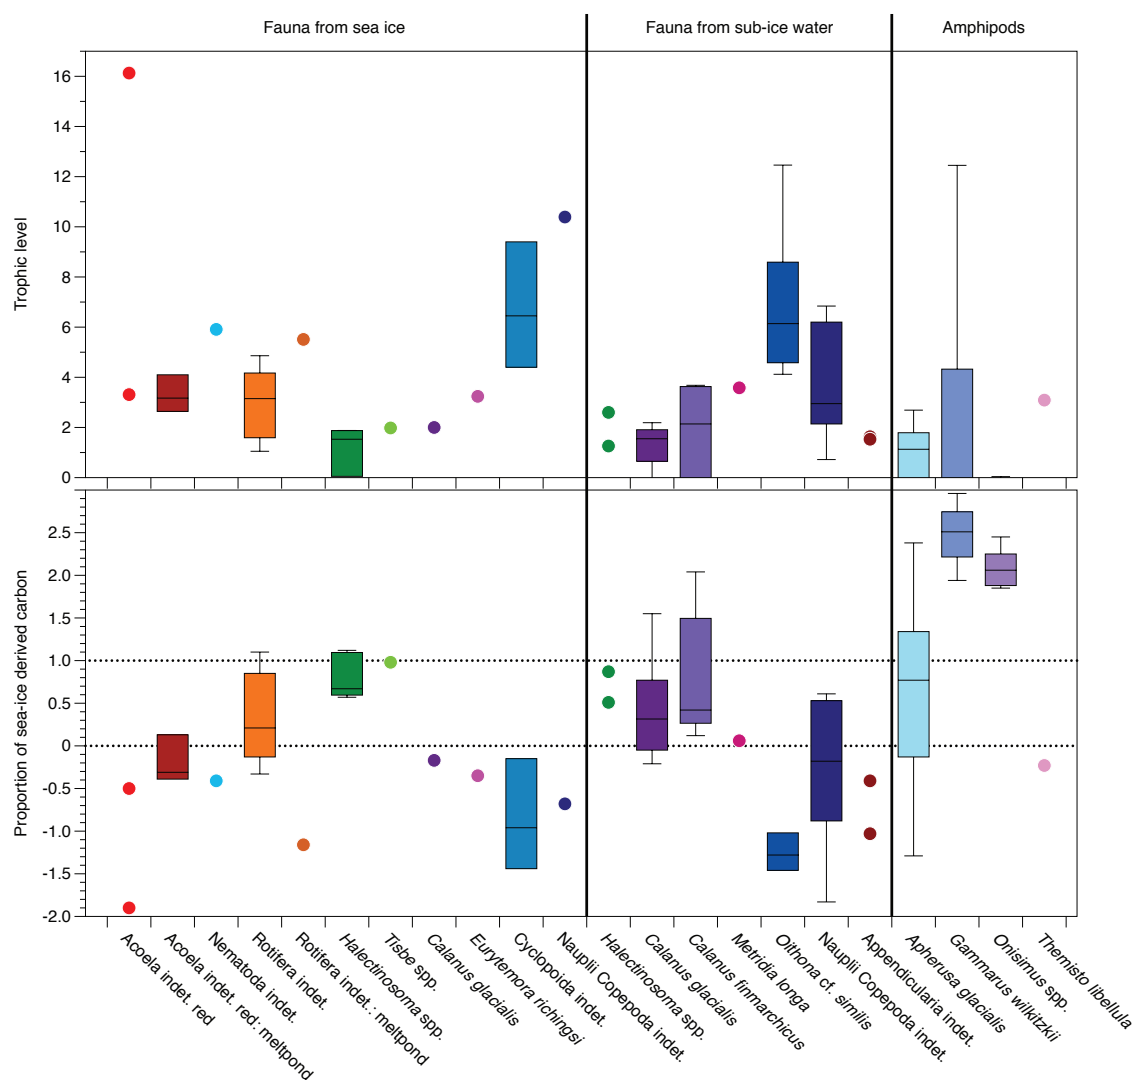 Fauna from sea ice
Fauna from sub-ice water
Amphipods
Trophic level
16
14
12
10
8
6
4
2
0
Proportion of sea-ice derived carbon
2.5
2.0
1.5
1.0
0.5
0
-0.5
-1.0
-1.5
-2.0
Acoela indet. red
Acoela indet. red: meltpond
Nematoda indet.
Rotifera indet.
Rotifera indet.: meltpond
Halectinosoma spp.
Tisbe spp.
Calanus glacialis
Eurytemora richingsi
Cyclopoida indet.
Nauplii Copepoda indet.
Halectinosoma spp.
Calanus glacialis
Calanus finmarchicus
Metridia longa
Oithona ct. similis
Nauplii Copepoda indet.
Appendicularia indet.
Apherusa glacialis
Gammarus wilkitzkii
Onisimus spp.
Themisto libellula